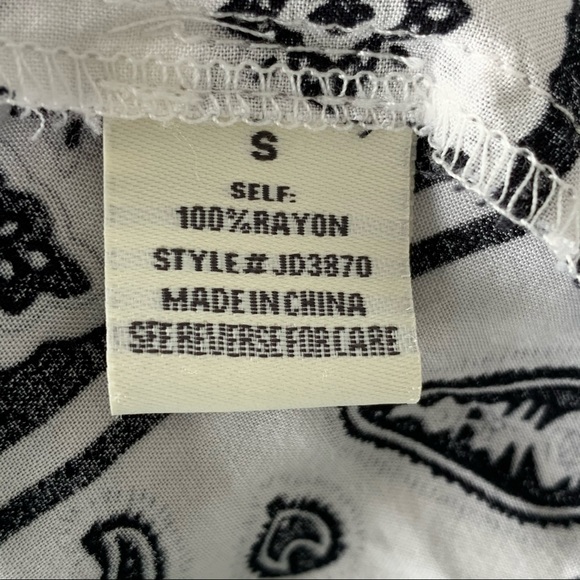 S
SELF:
100%RAYON
STYLE# JD3870
MADE IN CHINA
SEE REVERSE FOR CARE